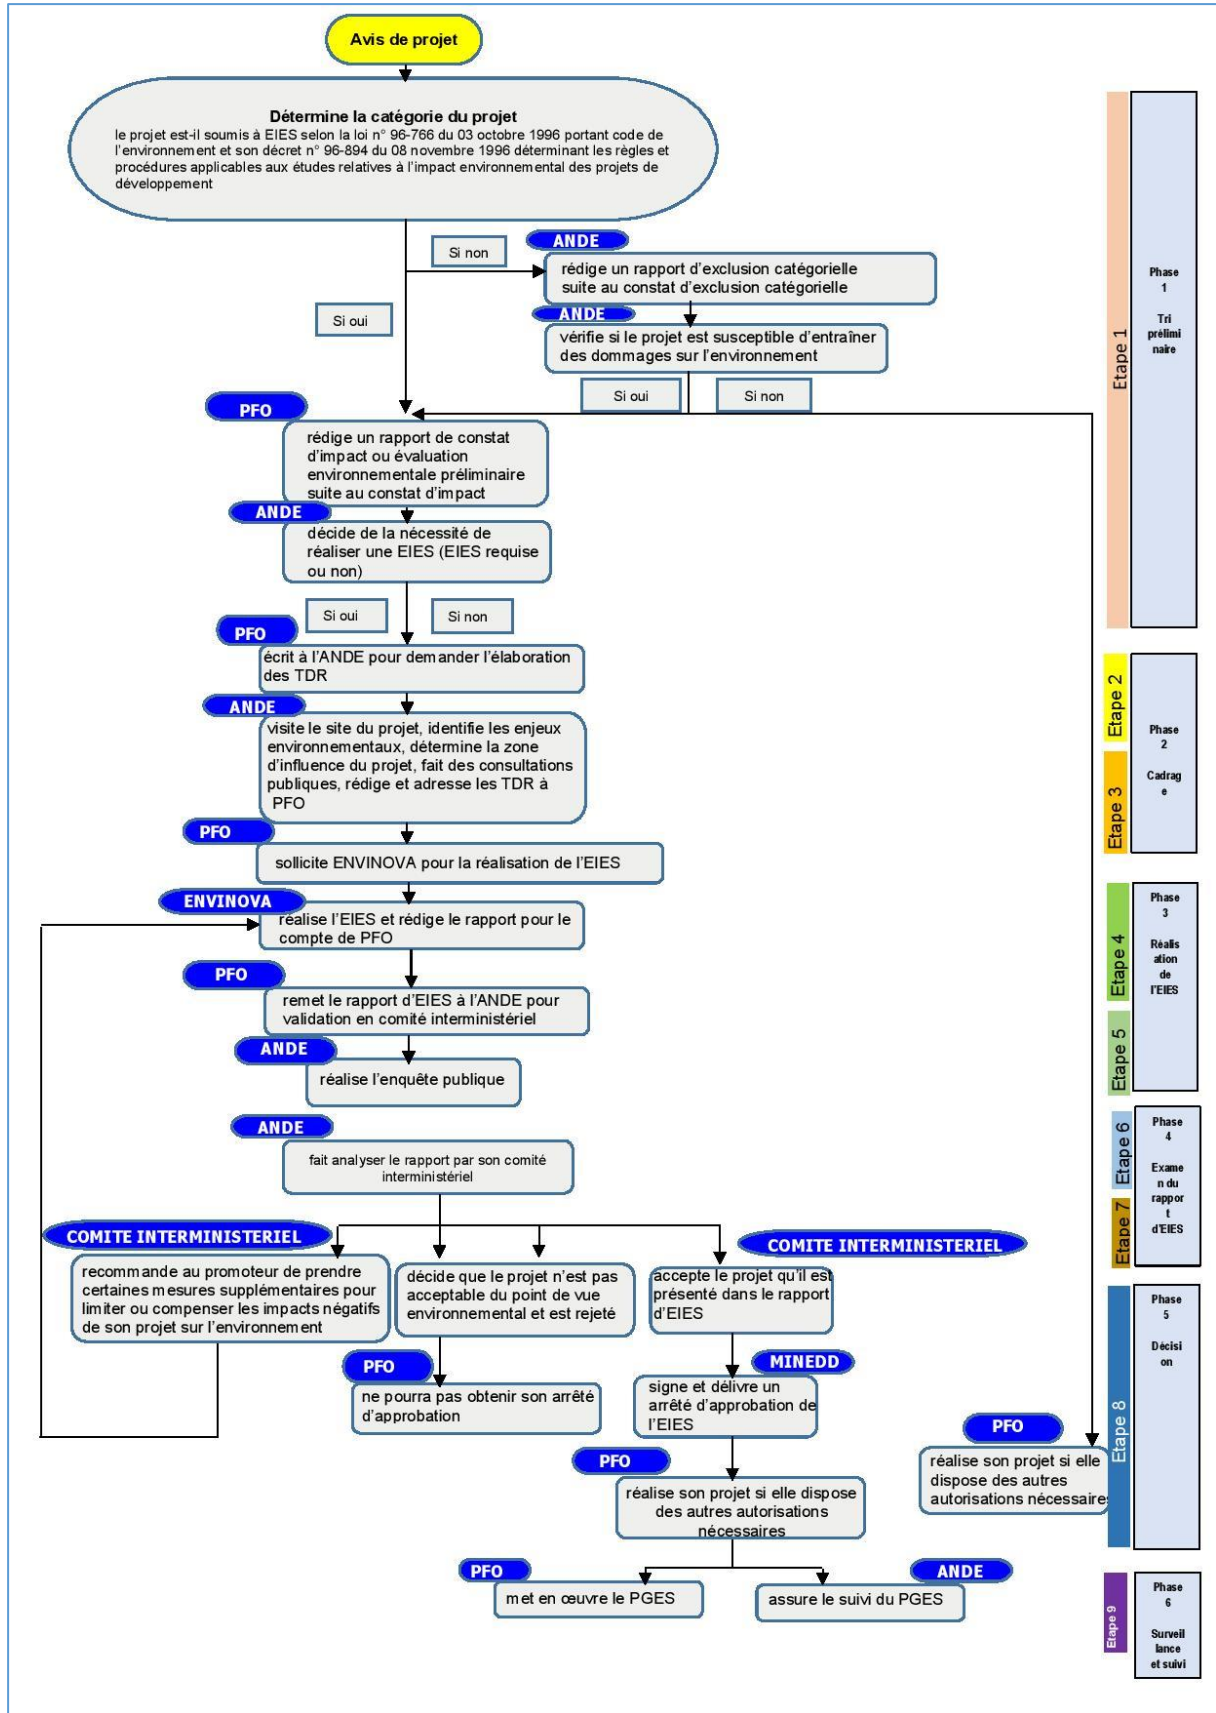 Avis de projet
Détermine la catégorie du projet
le projet est-il soumis à EIES selon la loi n° 96-766 du 03 octobre 1996 portant code de
l'environnement et son décret n° 96-894 du 08 novembre 1996 déterminant les règles et
procédures applicables aux études relatives à l'impact environnemental des projets de
développement
Si non
ANDE
rédige un rapport d'exclusion catégorielle
suite au constat d'exclusion catégorielle
Si oui
ANDE
vérifie si le projet est susceptible d'entraîner
des dommages sur l'environnement
Si oui
Si non
PFO
rédige un rapport de constat
d'impact ou évaluation
environnementale préliminaire
suite au constat d'impact
ANDE
décide de la nécessité de
réaliser une EIES (EIES requise
ou non)
Si oui
Si non
PFO
écrit à l'ANDE pour demander l'élaboration
des TDR
ANDE
visite le site du projet, identifie les enjeux
environnementaux, détermine la zone
d'influence du projet, fait des consultations
publiques, rédige et adresse les TDR à
PFO
PFO
sollicite ENVINOVA pour la réalisation de l'EIES
ENVINOVA
réalise l'EIES et rédige le rapport pour le
compte de PFO
PFO
remet le rapport d'EIES à l'ANDE pour
validation en comité interministériel
ANDE
réalise l'enquête publique
ANDE
fait analyser le rapport par son comité
interministériel
COMITE INTERMINISTERIEL
recommande au promoteur de prendre
certaines mesures supplémentaires pour
limiter ou compenser les impacts négatifs
de son projet sur l'environnement
décide que le projet n'est pas
acceptable du point de vue
environnemental et est rejeté
COMITE INTERMINISTERIEL
accepte le projet qu'il est
présenté dans le rapport
d'EIES
PFO
ne pourra pas obtenir son arrêté
d'approbation
MINEDD
signe et délivre un
arrêté d'approbation de
l'EIES
PFO
réalise son projet si elle dispose
des autres autorisations
nécessaires
PFO
réalise son projet si elle
dispose des autres
autorisations nécessaires
PFO
met en œuvre le PGES
ANDE
assure le suivi du PGES
Etape 1
Phase
1
Tri
prélimi
naire
Etape 2
Etape 3
Phase
2
Cadrag
e
Etape 4
Etape 5
Phase
3
Réalis
ation
de
l'EIES
Etape 6
Etape 7
Phase
4
Exame
n du
rappor
t
d'EIES
Etape 8
Phase
5
Décisi
on
Etape 9
Phase
6
Surveil
lance
et suivi